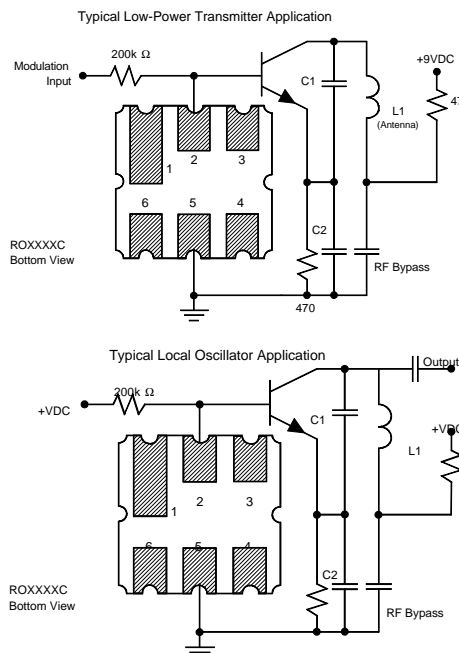 Typical Low-Power Transmitter Application
200k Ω
Modulation
Input
C1
+9VDC
L1
(Antenna)
47
1
2
3
6
5
4
ROXXXXC
Bottom View
C2
RF Bypass
470
Typical Local Oscillator Application
Output
200k Ω
+VDC
C1
+VDC
L1
1
2
3
6
5
4
ROXXXXC
Bottom View
C2
RF Bypass